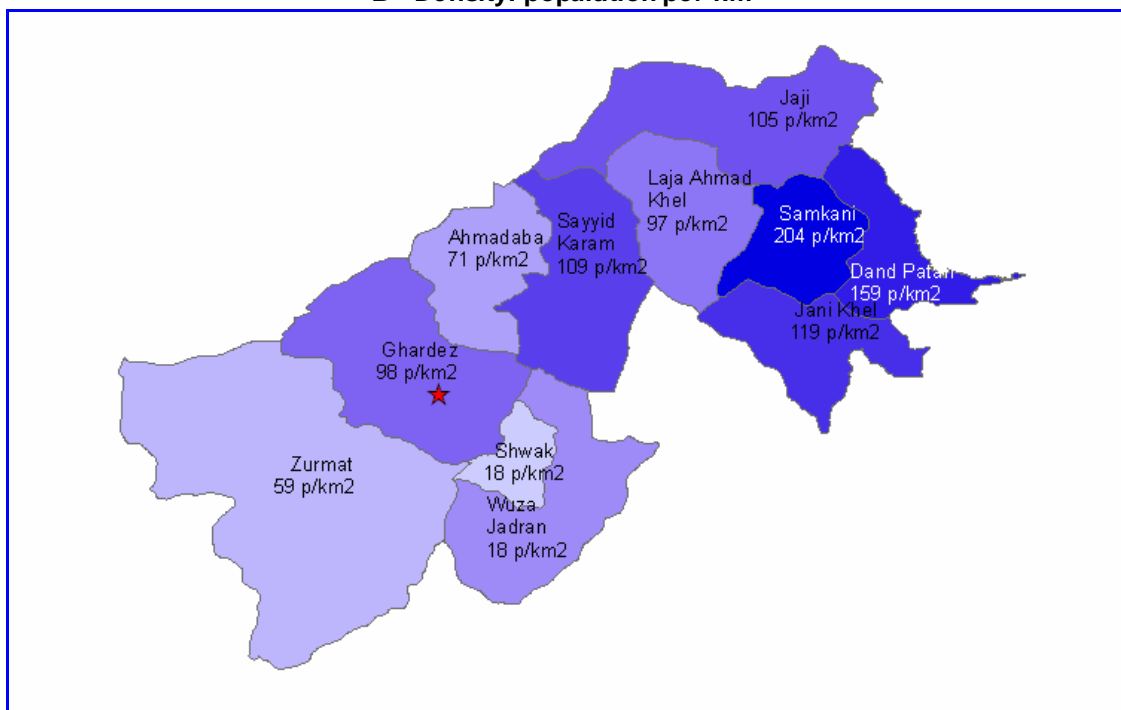 Jaji
105 p/km2
Laja Ahmad
Khel
97 p/km2
Samkani
204 p/km2
Sayyid
Karam
109 p/km2
Ahmadaba
71 p/km2
Dand Patan
159 p/km2
Jani Khel
119 p/km2
Ghardez
98 p/km2
Shwak
18 p/km2
Zurmat
59 p/km2
Wuza
Jadran
18 p/km2